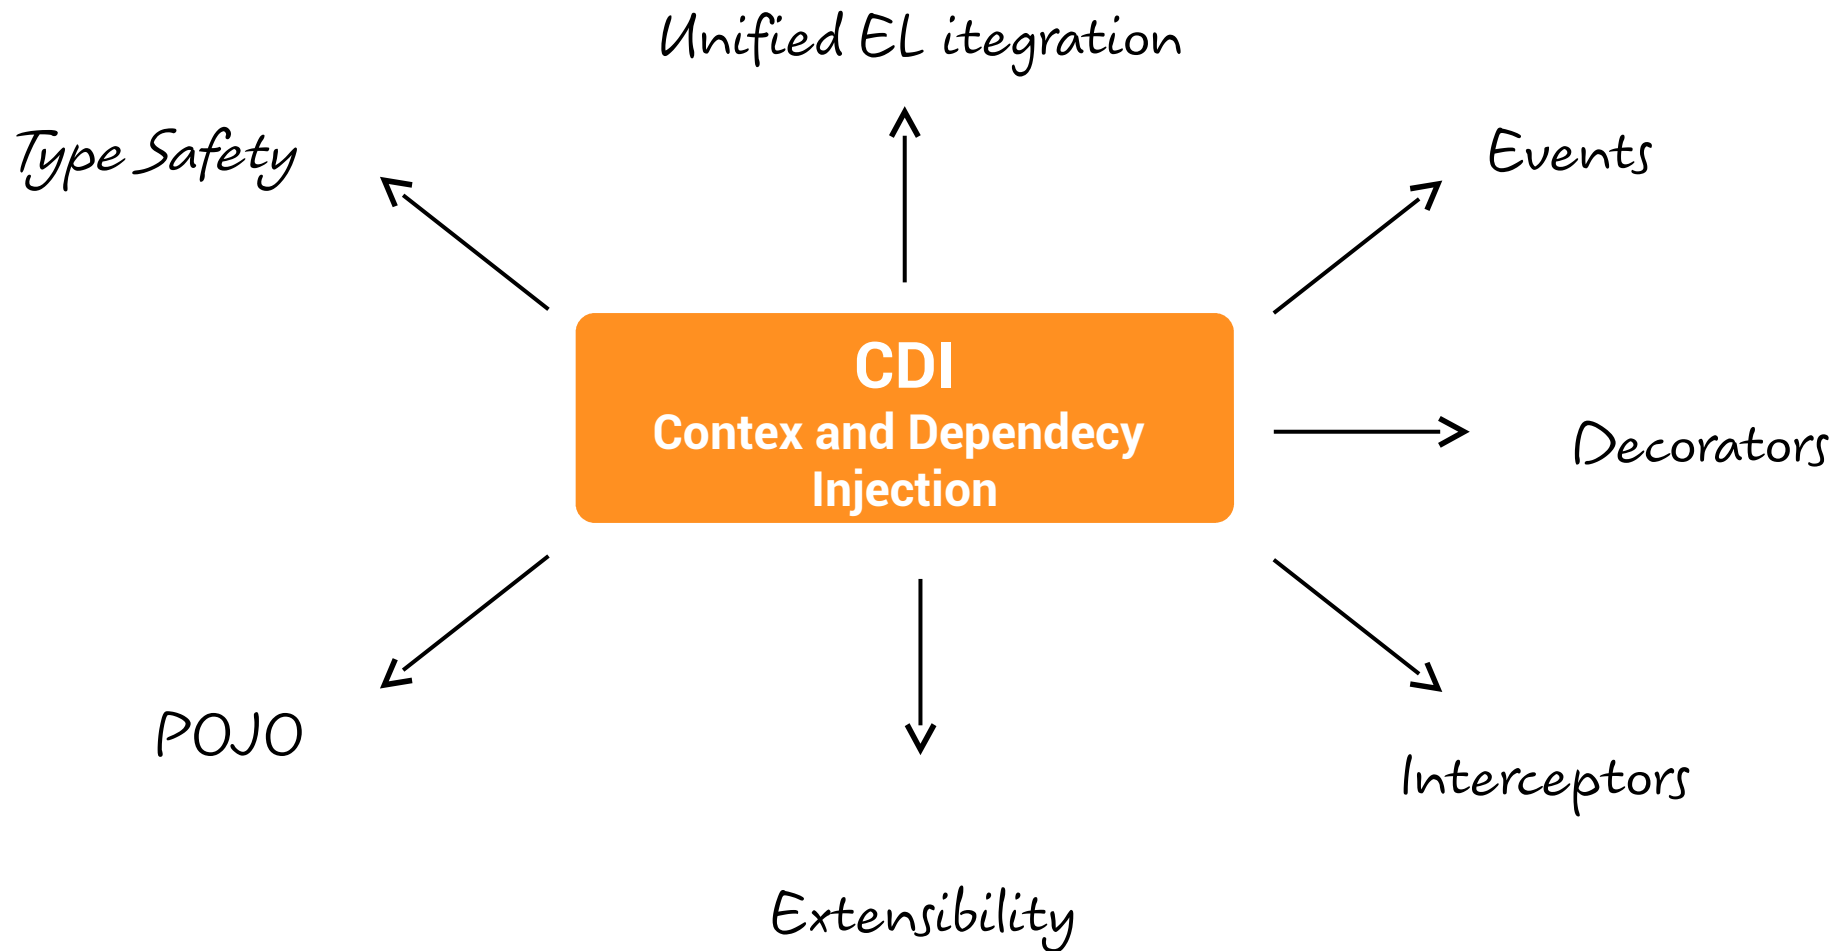 Unified EL itegration
Type Safety
Events
CDI
Contex and Dependecy
Injection
Decorators
POJO
Interceptors
Extensibility